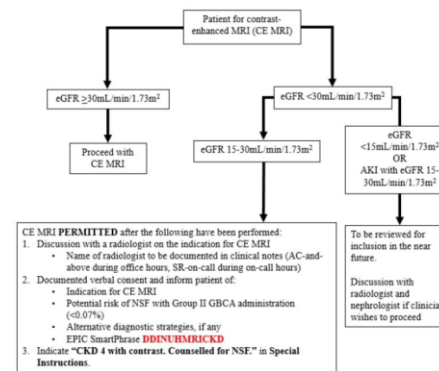 Patient for contrast-
enhanced MRI (CE MRI)
eGFR ≥30mL/min/1.73m²
eGFR <30mL/min/1.73m²
Proceed with
CE MRI
eGFR 15-30mL/min/1.73m²
eGFR
<15mL/min/1.73m²
OR
AKI with eGFR 15-
30mL/min/1.73m²
CE MRI PERMITTED after the following have been performed:
1. Discussion with a radiologist on the indication for CE MRI
• Name of radiologist to be documented in clinical notes (AC-and-
above during office hours, SR-on-call during on-call hours)
2. Documented verbal consent and inform patient of:
• Indication for CE MRI
• Potential risk of NSF with Group II GBCA administration
(<0.07%)
• Alternative diagnostic strategies, if any
• EPIC SmartPhrase DDINUHMRICKD
3. Indicate “CKD 4 with contrast. Counselled for NSF.” in Special
Instructions.
To be reviewed for
inclusion in the near
future.
Discussion with
radiologist and
nephrologist if clinicia
wishes to proceed